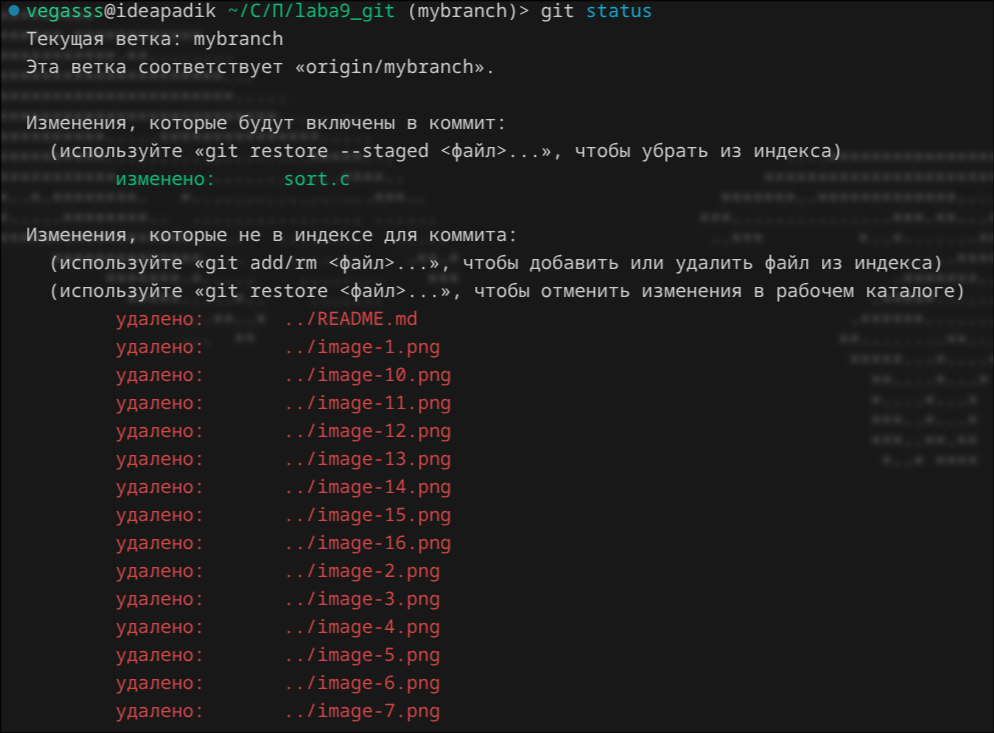 vegasss@ideapadik ~/С/П/laba9_git (mybranch)> git status
Текущая ветка: mybranch
Эта ветка соответствует «origin/mybranch».
Изменения, которые будут включены в коммит:
(используйте «git restore --staged <файл>...», чтобы убрать из индекса)
изменено: sort.c
Изменения, которые не в индексе для коммита:
(используйте «git add/rm <файл>...», чтобы добавить или удалить файл из индекса)
(используйте «git restore <файл>...», чтобы отменить изменения в рабочем каталоге)
удалено: ../README.md
удалено: ../image-1.png
удалено: ../image-10.png
удалено: ../image-11.png
удалено: ../image-12.png
удалено: ../image-13.png
удалено: ../image-14.png
удалено: ../image-15.png
удалено: ../image-16.png
удалено: ../image-2.png
удалено: ../image-3.png
удалено: ../image-4.png
удалено: ../image-5.png
удалено: ../image-6.png
удалено: ../image-7.png